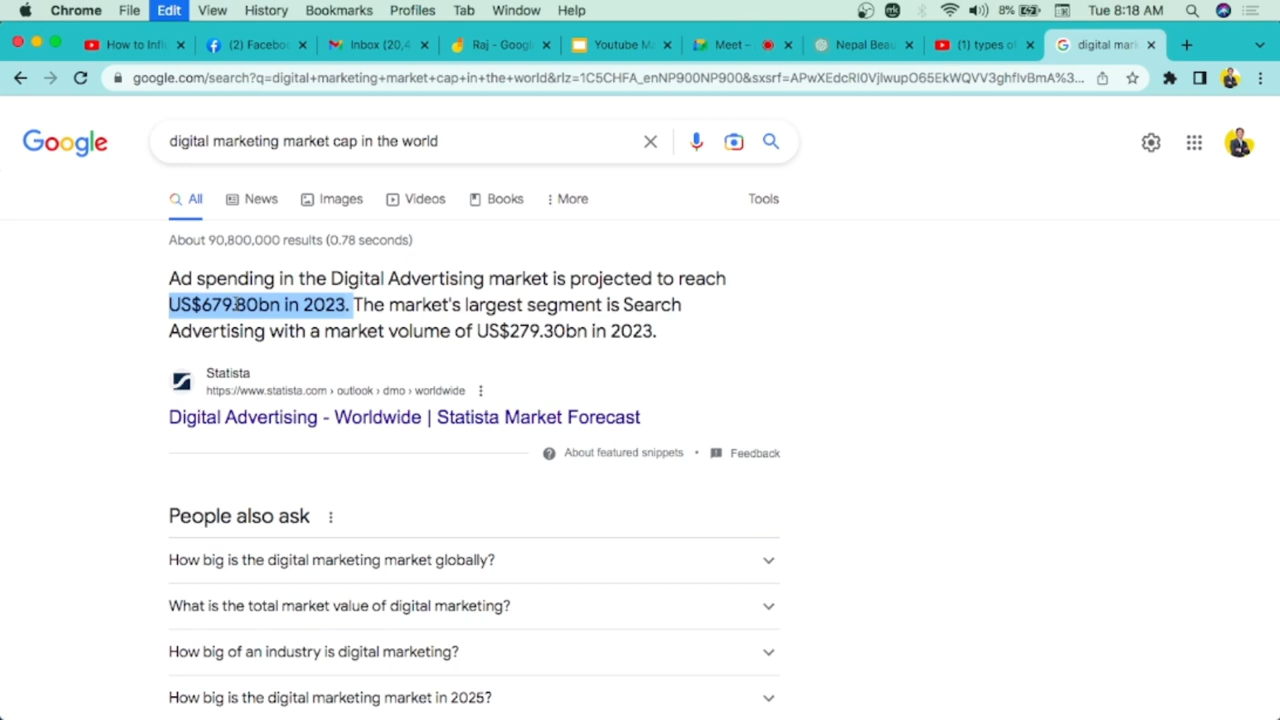 Chrome File Edit View History Bookmarks Profiles Tab Window Help 8% Tue 8:18 AM
How to Infl (2) Faceboo Inbox (20,4 Raj - Googl Youtube Ma Meet - Nepal Beau (1) types of digital mark
google.com/search?q=digital+marketing+market+cap+in+the+world&rlz=1C5CHFA_enNP900NP900&sxsrf=APwXEdcRI0VjlwupO65EkWQVV3ghflvBmA%3...
Google digital marketing market cap in the world
All News Images Videos Books More Tools
About 90,800,000 results (0.78 seconds)
Ad spending in the Digital Advertising market is projected to reach
US$679.80bn in 2023. The market's largest segment is Search
Advertising with a market volume of US$279.30bn in 2023.
Statista
https://www.statista.com › outlook › dmo › worldwide
Digital Advertising - Worldwide | Statista Market Forecast
About featured snippets • Feedback
People also ask
How big is the digital marketing market globally?
What is the total market value of digital marketing?
How big of an industry is digital marketing?
How big is the digital marketing market in 2025?